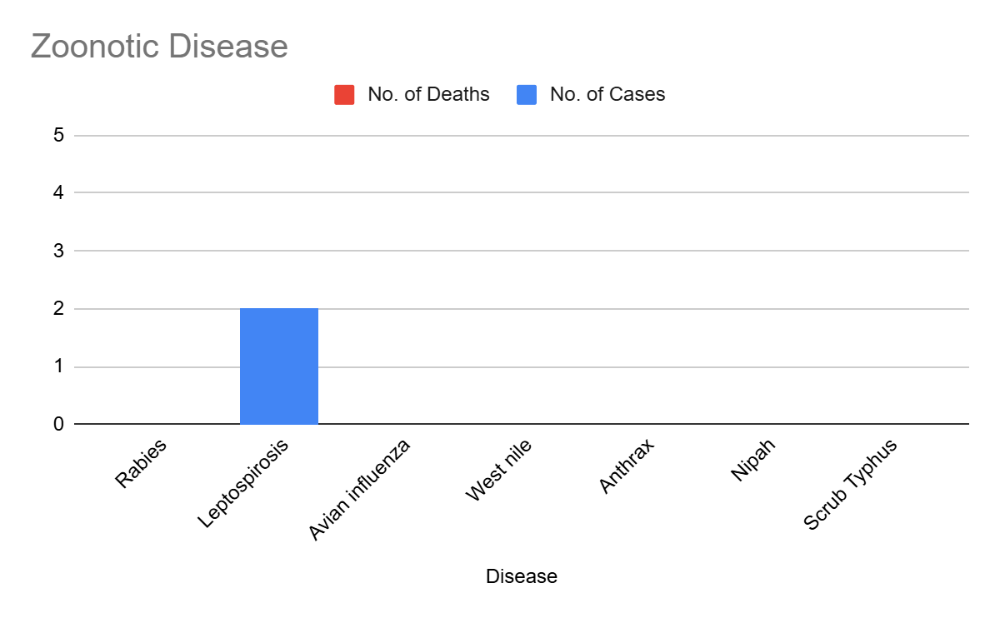 Zoonotic Disease
No. of Deaths No. of Cases
5
4
3
2
1
0
Rabies
Leptospirosis
Avian influenza
West nile
Anthrax
Nipah
Scrub Typhus
Disease